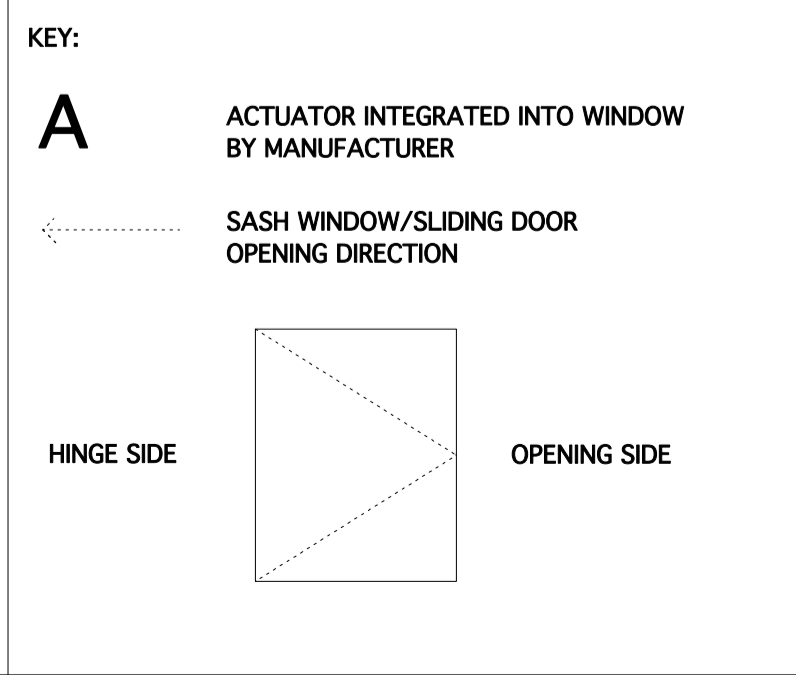 KEY:
A
ACTUATOR INTEGRATED INTO WINDOW
BY MANUFACTURER
SASH WINDOW/SLIDING DOOR
OPENING DIRECTION
HINGE SIDE
OPENING SIDE